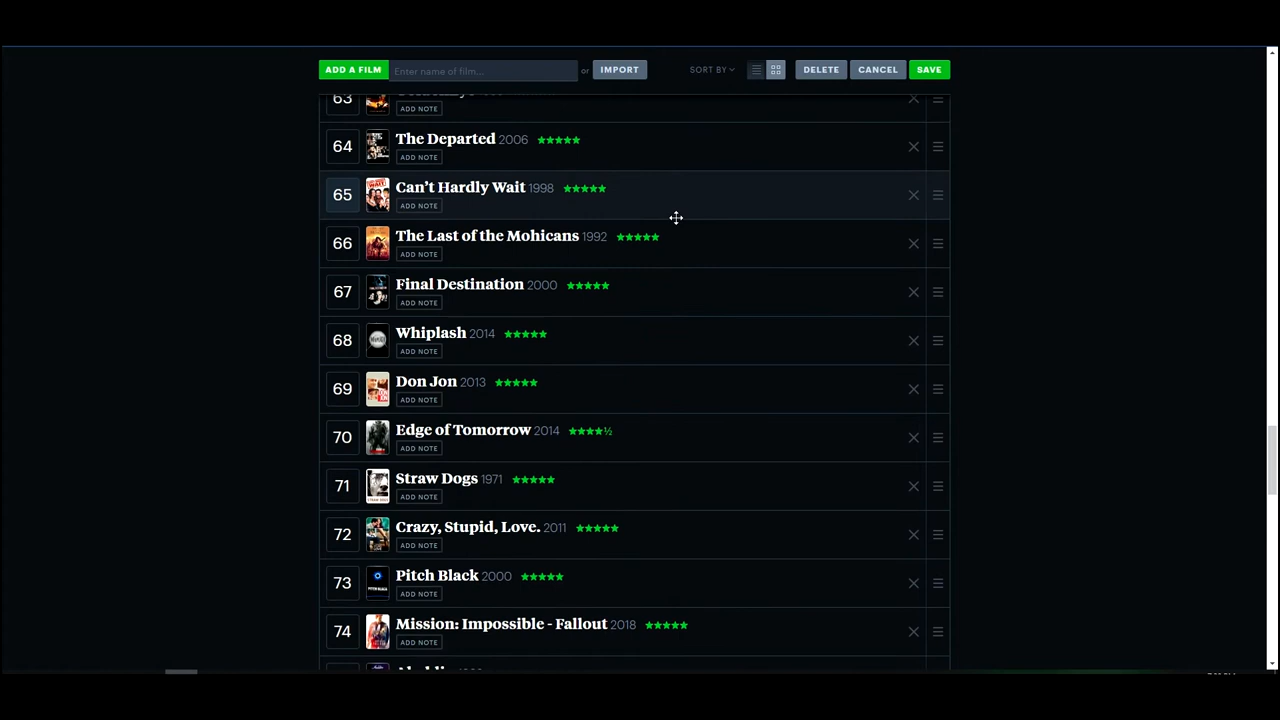 ADD A FILM Enter name of film... or IMPORT SORT BY DELETE CANCEL SAVE
63
ADD NOTE
64 The Departed 2006 ★★★★★
ADD NOTE
65 Can’t Hardly Wait 1998 ★★★★★
ADD NOTE
66 The Last of the Mohicans 1992 ★★★★★
ADD NOTE
67 Final Destination 2000 ★★★★★
ADD NOTE
68 Whiplash 2014 ★★★★★
ADD NOTE
69 Don Jon 2013 ★★★★★
ADD NOTE
70 Edge of Tomorrow 2014 ★★★★½
ADD NOTE
71 Straw Dogs 1971 ★★★★★
ADD NOTE
72 Crazy, Stupid, Love. 2011 ★★★★★
ADD NOTE
73 Pitch Black 2000 ★★★★★
ADD NOTE
74 Mission: Impossible - Fallout 2018 ★★★★★
ADD NOTE